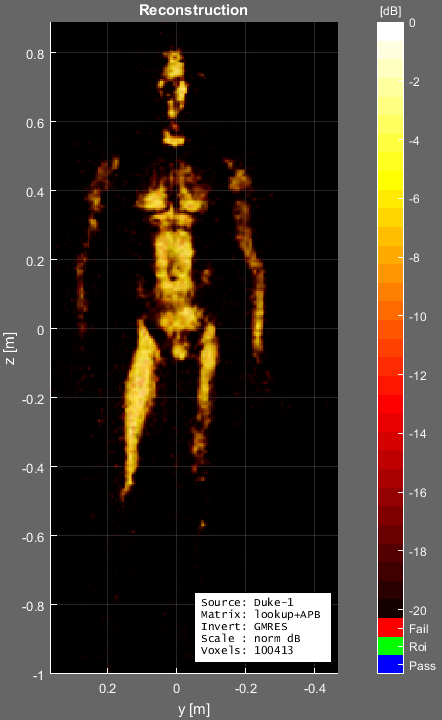 Reconstruction
[dB]
0
-2
-4
-6
-8
-10
-12
-14
-16
-18
-20
Fail
Roi
Pass
0.8
0.6
0.4
0.2
0
-0.2
-0.4
-0.6
-0.8
-1
z [m]
Source: Duke-1
Matrix: lookup+APB
Invert: GMRES
Scale : norm dB
Voxels: 100413
0.2 0 -0.2 -0.4
y [m]